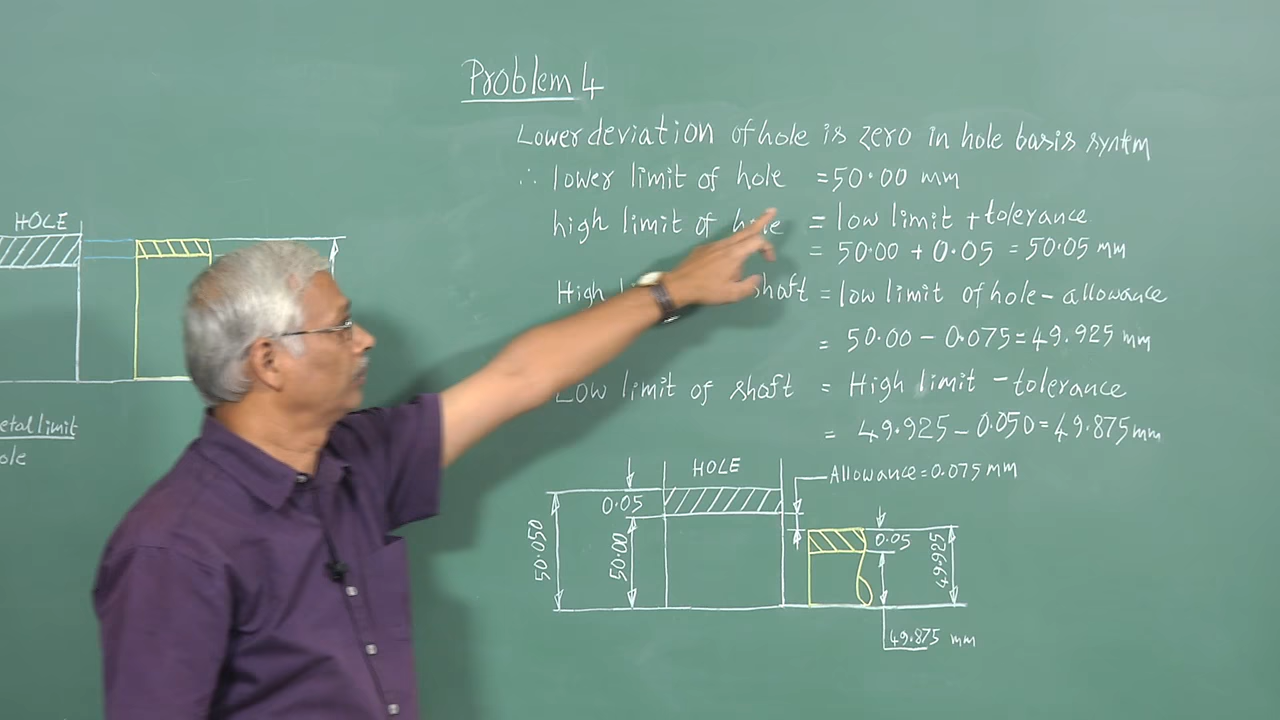 Problem 4
Lower deviation of hole is zero in hole basis system
∴ lower limit of hole = 50.00 mm
high limit of hole = low limit + tolerance
= 50.00 + 0.05 = 50.05 mm
High shaft = low limit of hole - allowance
= 50.00 - 0.075 = 49.925 mm
Low limit of shaft = High limit - tolerance
= 49.925 - 0.050 = 49.875 mm
HOLE
etal limit
ole
HOLE
Allowance = 0.075 mm
0.05
50.050
50.00
0.05
49.925
49.875 mm